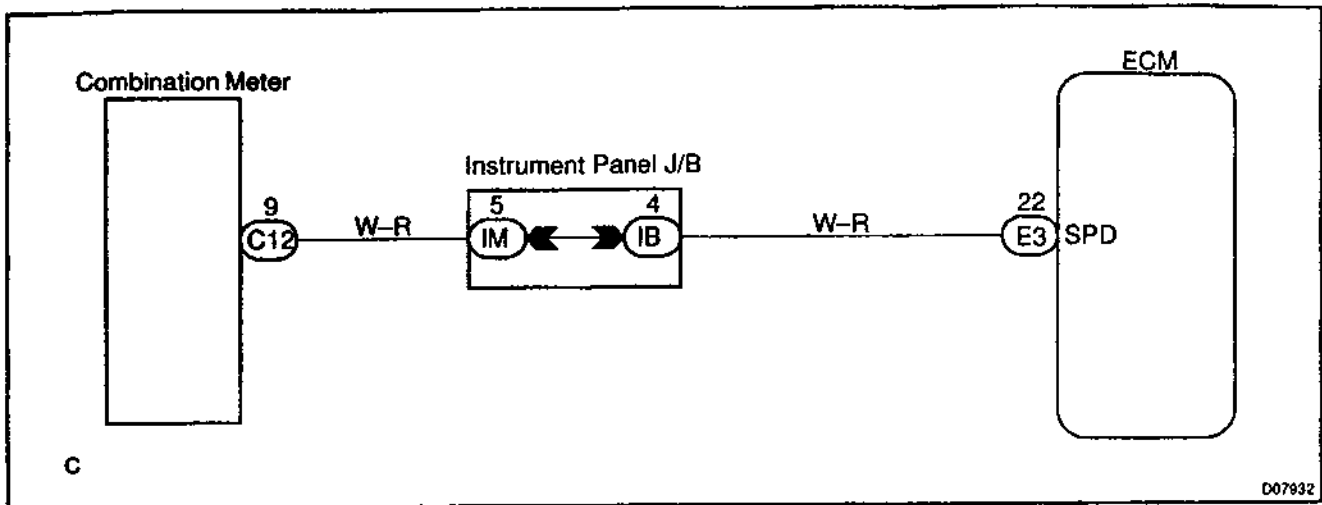 ECM
Combination Meter
Instrument Panel J/B
9
5
4
22
C12
W–R
IM
IB
W–R
E3
SPD
C
D07932